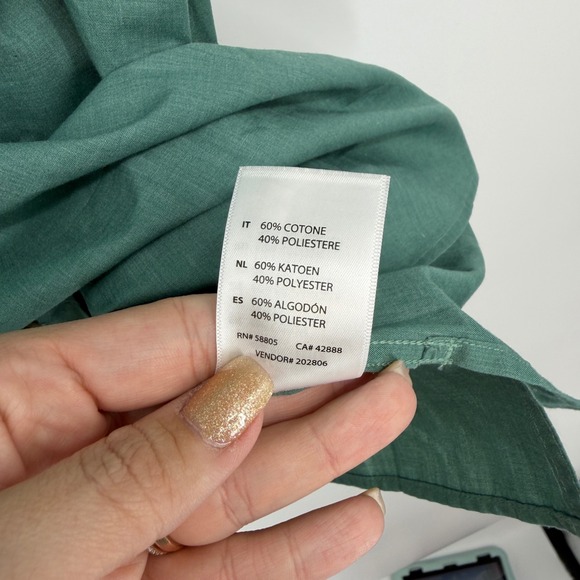 IT 60% COTONE
40% POLIESTERE
NL 60% KATOEN
40% POLYESTER
ES 60% ALGODÓN
40% POLIESTER
RN# 58805 CA# 42888
VENDOR# 202806